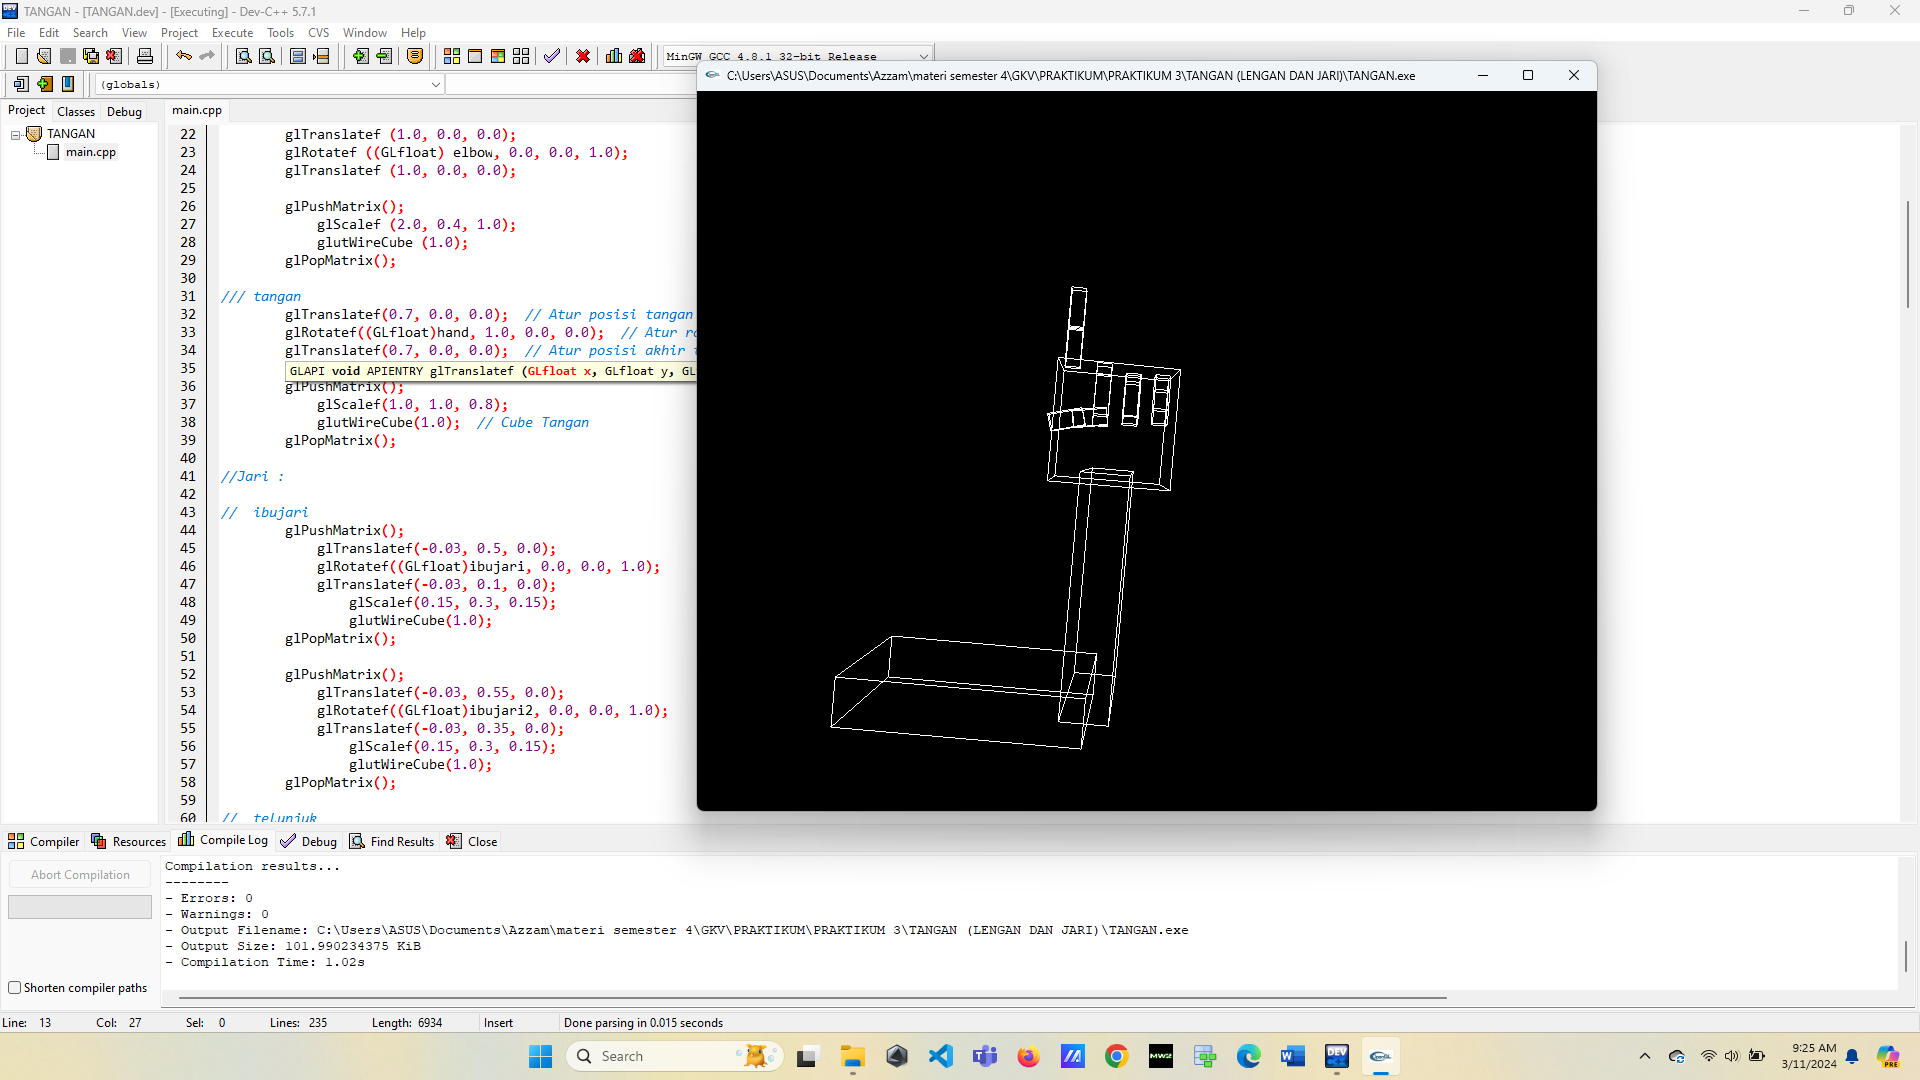 TANGAN - [TANGAN.dev] - [Executing] - Dev-C++ 5.7.1
File Edit Search View Project Execute Tools CVS Window Help
MinGW GCC 4.8.1 32-bit Release
(globals)
C:\Users\ASUS\Documents\Azzam\materi semester 4\GKV\PRAKTIKUM\PRAKTIKUM 3\TANGAN (LENGAN DAN JARI)\TANGAN.exe
Project Classes Debug
TANGAN
main.cpp
main.cpp
22 glTranslatef (1.0, 0.0, 0.0);
23 glRotatef ((GLfloat) elbow, 0.0, 0.0, 1.0);
24 glTranslatef (1.0, 0.0, 0.0);
25
26 glPushMatrix();
27 glScalef (2.0, 0.4, 1.0);
28 glutWireCube (1.0);
29 glPopMatrix();
30
31 /// tangan
32 glTranslatef(0.7, 0.0, 0.0); // Atur posisi tangan
33 glRotatef((GLfloat)hand, 1.0, 0.0, 0.0); // Atur
34 glTranslatef(0.7, 0.0, 0.0); // Atur posisi akhir
35 GLAPI void APIENTRY glTranslatef (GLfloat x, GLfloat y, GL
36 glPushMatrix();
37 glScalef(1.0, 1.0, 0.8);
38 glutWireCube(1.0); // Cube Tangan
39 glPopMatrix();
40
41 //Jari :
42
43 // ibujari
44 glPushMatrix();
45 glTranslatef(-0.03, 0.5, 0.0);
46 glRotatef((GLfloat)ibujari, 0.0, 0.0, 1.0);
47 glTranslatef(-0.03, 0.1, 0.0);
48 glScalef(0.15, 0.3, 0.15);
49 glutWireCube(1.0);
50 glPopMatrix();
51
52 glPushMatrix();
53 glTranslatef(-0.03, 0.55, 0.0);
54 glRotatef((GLfloat)ibujari2, 0.0, 0.0, 1.0);
55 glTranslatef(-0.03, 0.35, 0.0);
56 glScalef(0.15, 0.3, 0.15);
57 glutWireCube(1.0);
58 glPopMatrix();
59
60 // telunjuk
Compiler Resources Compile Log Debug Find Results Close
Abort Compilation
Shorten compiler paths
Compilation results...
--------
- Errors: 0
- Warnings: 0
- Output Filename: C:\Users\ASUS\Documents\Azzam\materi semester 4\GKV\PRAKTIKUM\PRAKTIKUM 3\TANGAN (LENGAN DAN JARI)\TANGAN.exe
- Output Size: 101.990234375 KiB
- Compilation Time: 1.02s
Line: 13 Col: 27 Sel: 0 Lines: 235 Length: 6934 Insert Done parsing in 0.015 seconds
Search
9:25 AM
3/11/2024